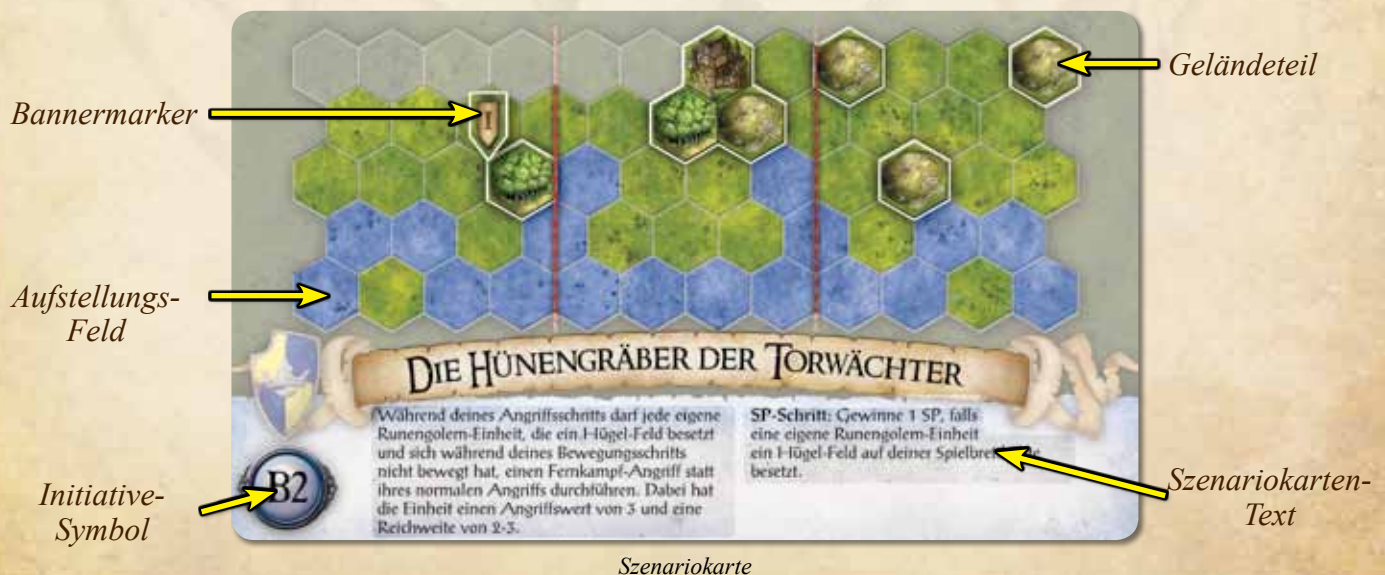 Bannermarker
I
Geländeteil
Aufstellungs-
Feld
DIE HÜNENGRÄBER DER TORWÄCHTER
Während deines Angriffsschritts darf jede eigene
Runengolem-Einheit, die ein Hügel-Feld besetzt
und sich während deines Bewegungsschritts
nicht bewegt hat, einen Fernkampf-Angriff statt
ihres normalen Angriffs durchführen. Dabei hat
die Einheit einen Angriffswert von 3 und eine
Reichweite von 2-3.
SP-Schritt: Gewinne 1 SP, falls
eine eigene Runengolem-Einheit
ein Hügel-Feld auf deiner
besetzt.
B2
Initiative-
Symbol
Szenariokarten-
Text
Szenariokarte